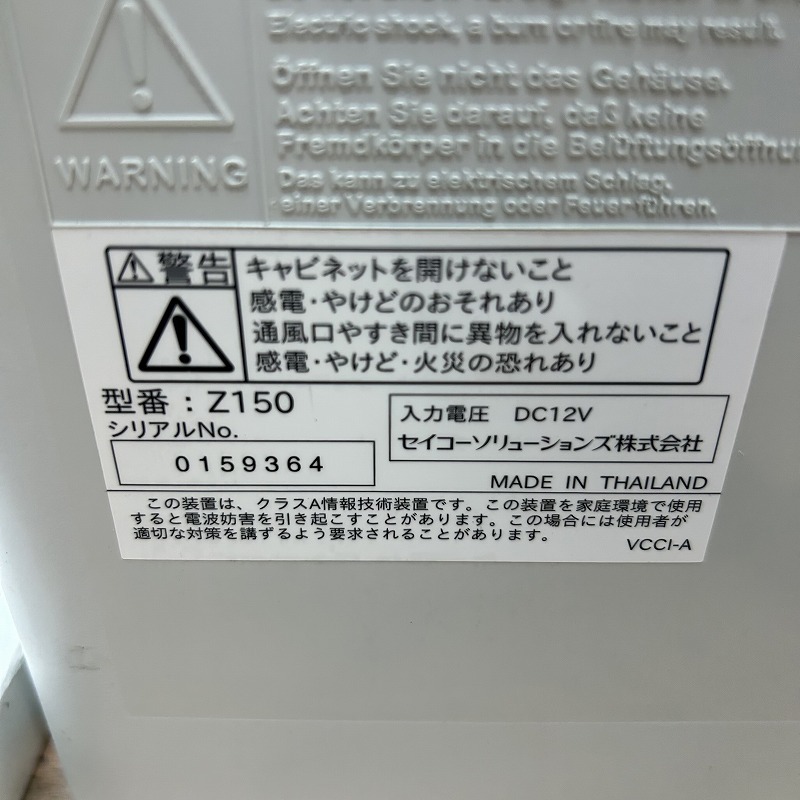 Electric shock, a burn or fire may result.
Öffnen Sie nicht das Gehäuse.
Achten Sie darauf, daß keine
Fremdkörper in die Belüftungsöffnu
Das kann zu elektrischem Schlag,
einer Verbrennung oder Feuer führen.
WARNING
警告
キャビネットを開けないこと
感電・やけどのおそれあり
通風口やすき間に異物を入れないこと
感電・やけど・火災の恐れあり
型番：Z150
シリアルNo.
0159364
入力電圧 DC12V
セイコーソリューションズ株式会社
MADE IN THAILAND
この装置は、クラスA情報技術装置です。この装置を家庭環境で使用
すると電波妨害を引き起こすことがあります。この場合には使用者が
適切な対策を講ずるよう要求されることがあります。
VCCI-A